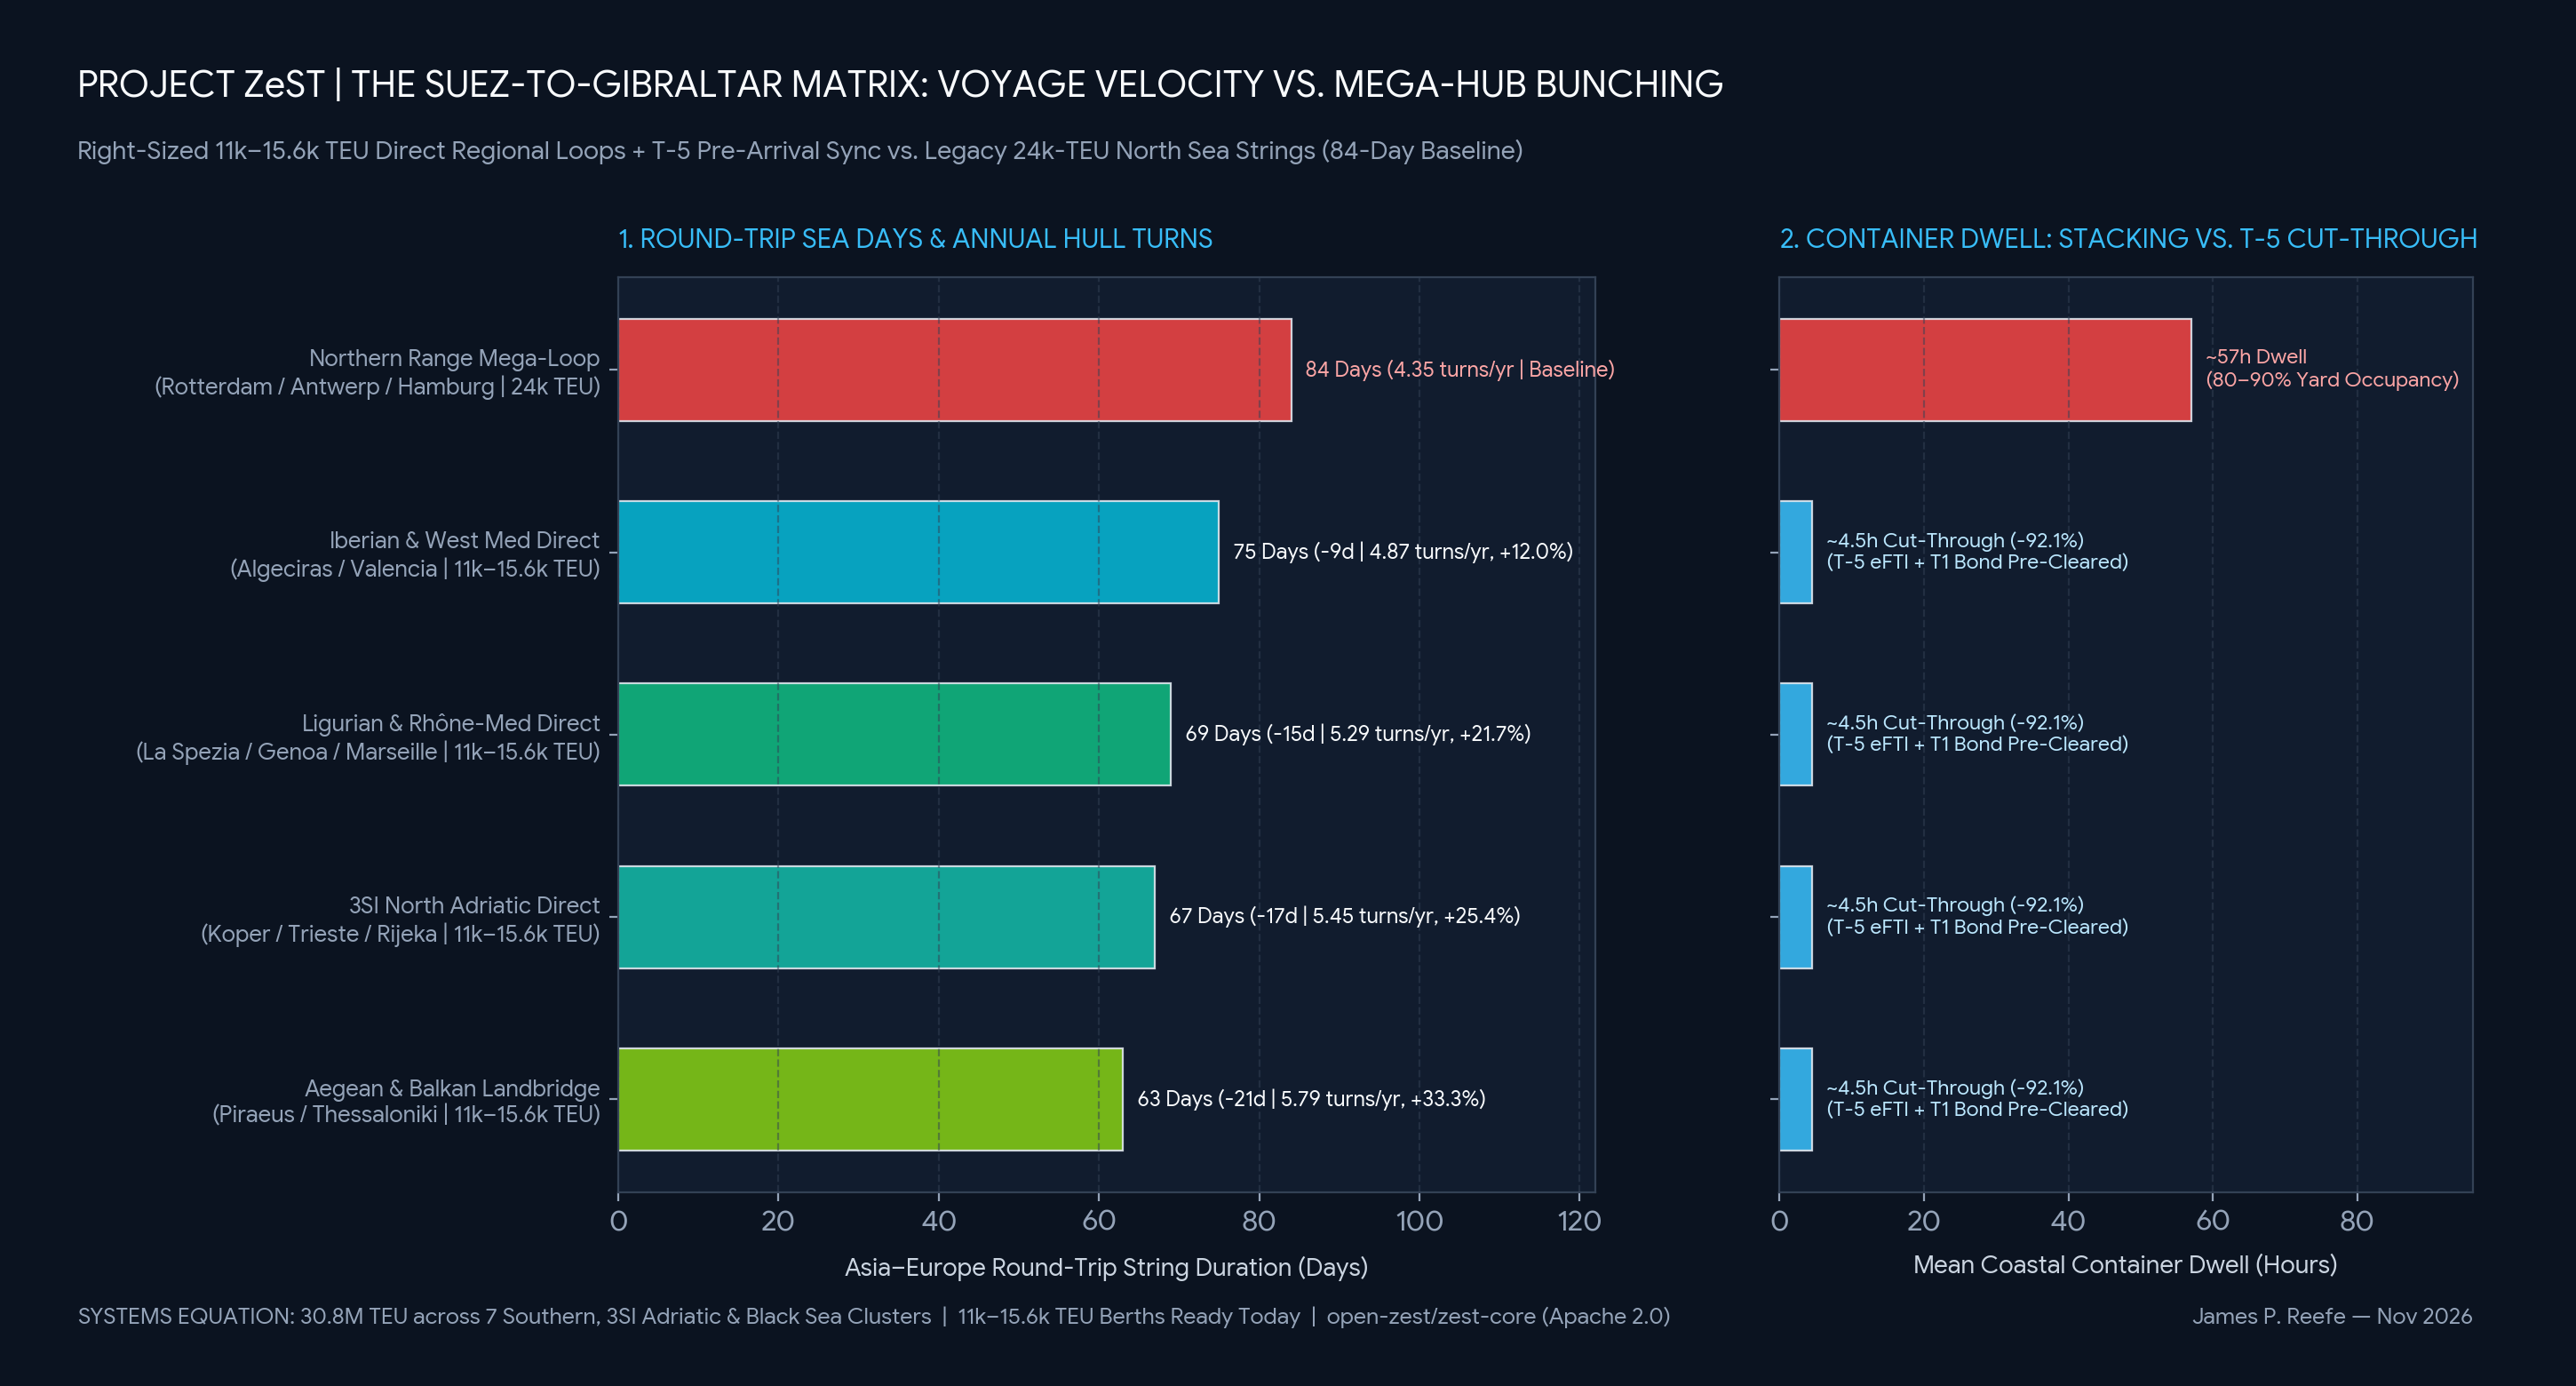 PROJECT ZeST | THE SUEZ-TO-GIBRALTAR MATRIX: VOYAGE VELOCITY VS. MEGA-HUB BUNCHING
Right-Sized 11k–15.6k TEU Direct Regional Loops + T-5 Pre-Arrival Sync vs. Legacy 24k-TEU North Sea Strings (84-Day Baseline)
1. ROUND-TRIP SEA DAYS & ANNUAL HULL TURNS
Northern Range Mega-Loop
(Rotterdam / Antwerp / Hamburg | 24k TEU)
84 Days (4.35 turns/yr | Baseline)
Iberian & West Med Direct
(Algeciras / Valencia | 11k–15.6k TEU)
75 Days (-9d | 4.87 turns/yr, +12.0%)
Ligurian & Rhône-Med Direct
(La Spezia / Genoa / Marseille | 11k–15.6k TEU)
69 Days (-15d | 5.29 turns/yr, +21.7%)
3SI North Adriatic Direct
(Koper / Trieste / Rijeka | 11k–15.6k TEU)
67 Days (-17d | 5.45 turns/yr, +25.4%)
Aegean & Balkan Landbridge
(Piraeus / Thessaloniki | 11k–15.6k TEU)
63 Days (-21d | 5.79 turns/yr, +33.3%)
0 20 40 60 80 100 120
Asia–Europe Round-Trip String Duration (Days)
2. CONTAINER DWELL: STACKING VS. T-5 CUT-THROUGH
~57h Dwell
(80–90% Yard Occupancy)
~4.5h Cut-Through (-92.1%)
(T-5 eFTI + T1 Bond Pre-Cleared)
~4.5h Cut-Through (-92.1%)
(T-5 eFTI + T1 Bond Pre-Cleared)
~4.5h Cut-Through (-92.1%)
(T-5 eFTI + T1 Bond Pre-Cleared)
~4.5h Cut-Through (-92.1%)
(T-5 eFTI + T1 Bond Pre-Cleared)
0 20 40 60 80
Mean Coastal Container Dwell (Hours)
SYSTEMS EQUATION: 30.8M TEU across 7 Southern, 3SI Adriatic & Black Sea Clusters | 11k–15.6k TEU Berths Ready Today | open-zest/zest-core (Apache 2.0)
James P. Reefe — Nov 2026